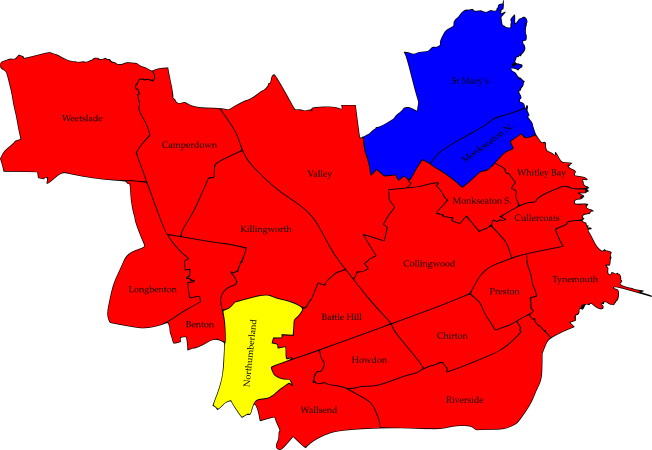 St Mary's
Weetslade
Monkseaton N.
Camperdown
Valley
Whitley Bay
Monkseaton S.
Cullercoats
Killingworth
Collingwood
Tynemouth
Longbenton
Preston
Battle Hill
Benton
Chirton
Northumberland
Howdon
Riverside
Wallsend